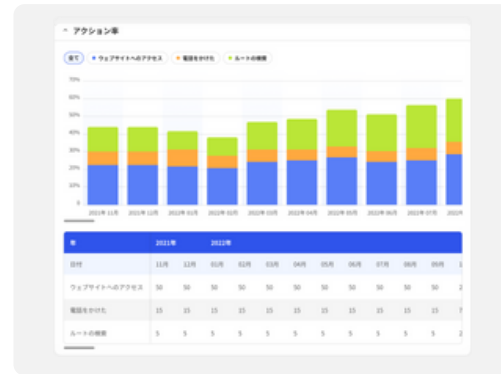 アクション率
全て ウェブサイトへのアクセス 電話をかけた ルートの検索
70%
60%
50%
40%
30%
20%
10%
0
2021年 11月 2021年 12月 2022年 01月 2022年 02月 2022年 03月 2022年 04月 2022年 05月 2022年 06月 2022年 07月 2022年
年 2021年 2022年
日付 11月 12月 01月 02月 03月 04月 05月 06月 07月 08月 09月 1
ウェブサイトへのアクセス 50 50 50 50 50 50 50 50 50 50 50 2
電話をかけた 15 15 15 15 15 15 15 15 15 15 15 7
ルートの検索 5 5 5 5 5 5 5 5 5 5 5 2